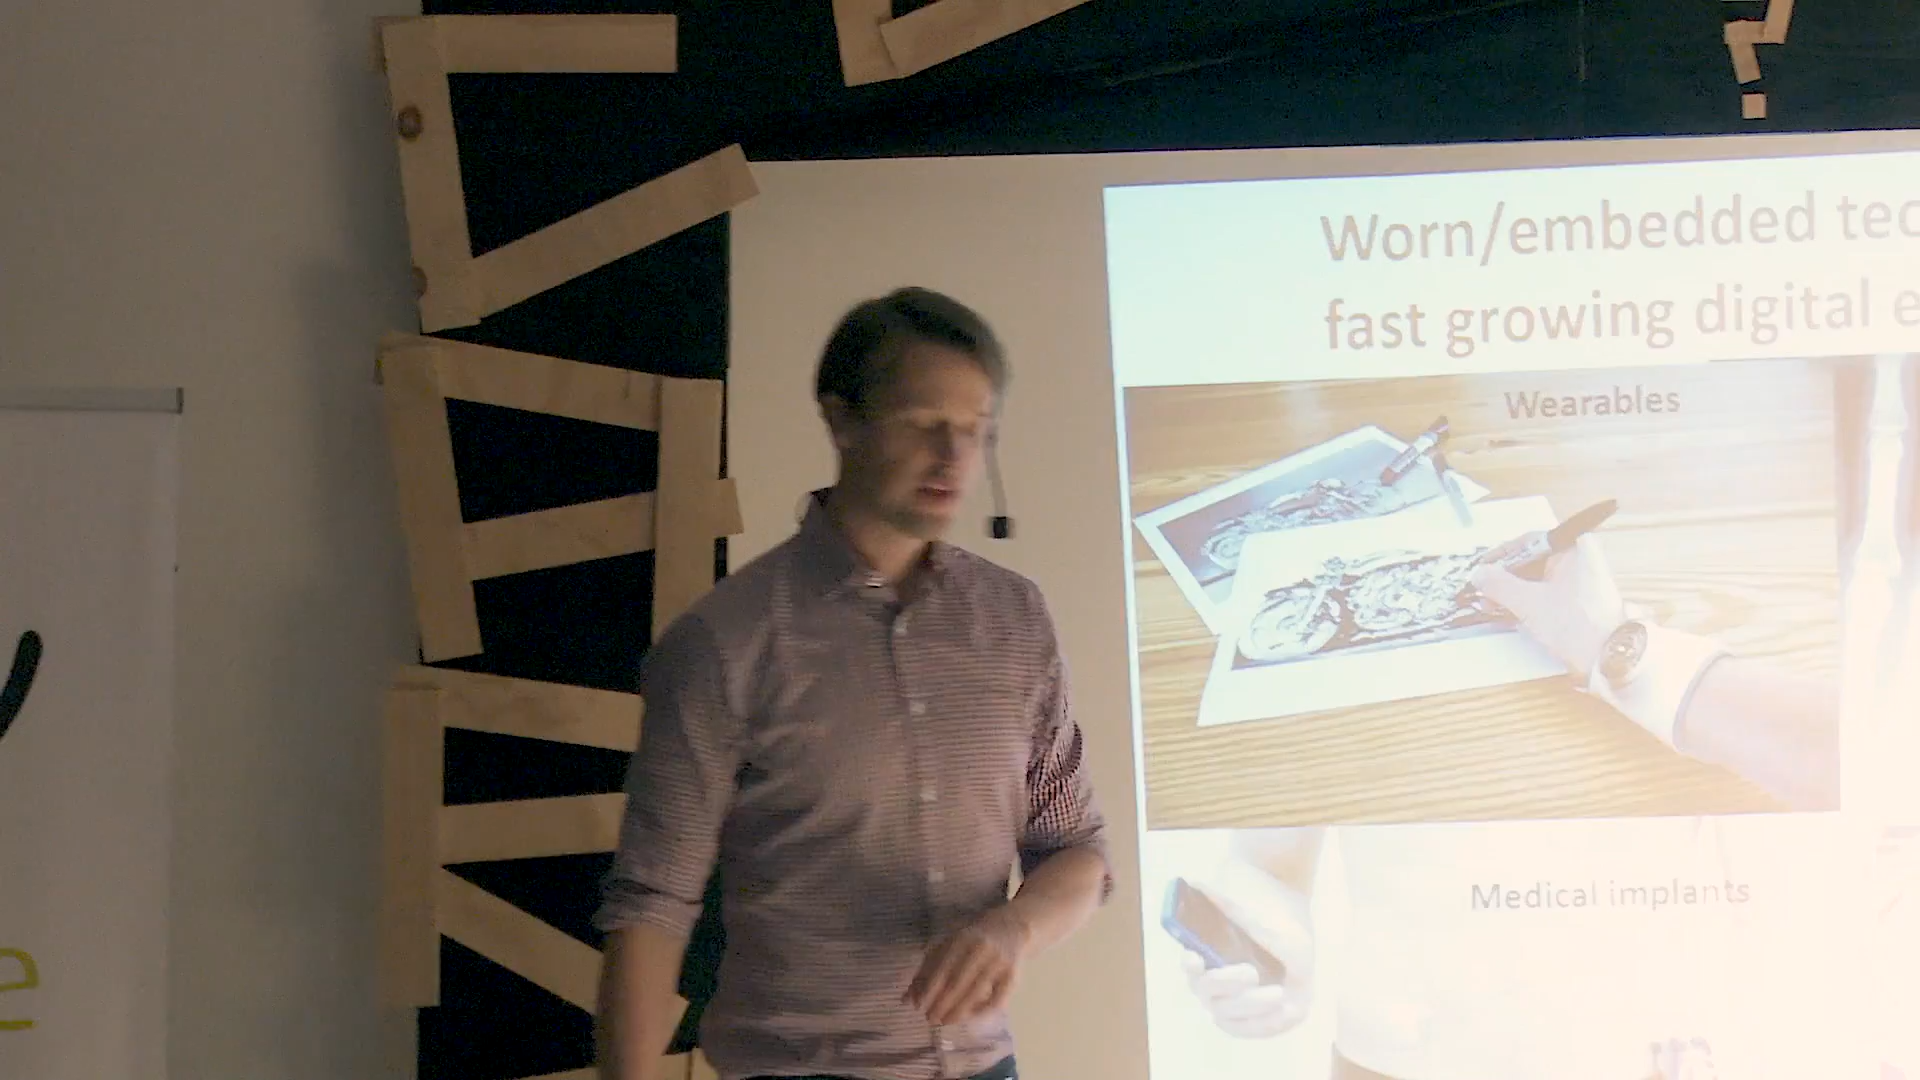 Worn/embedded tec
fast growing digital e
Wearables
Medical implants
e